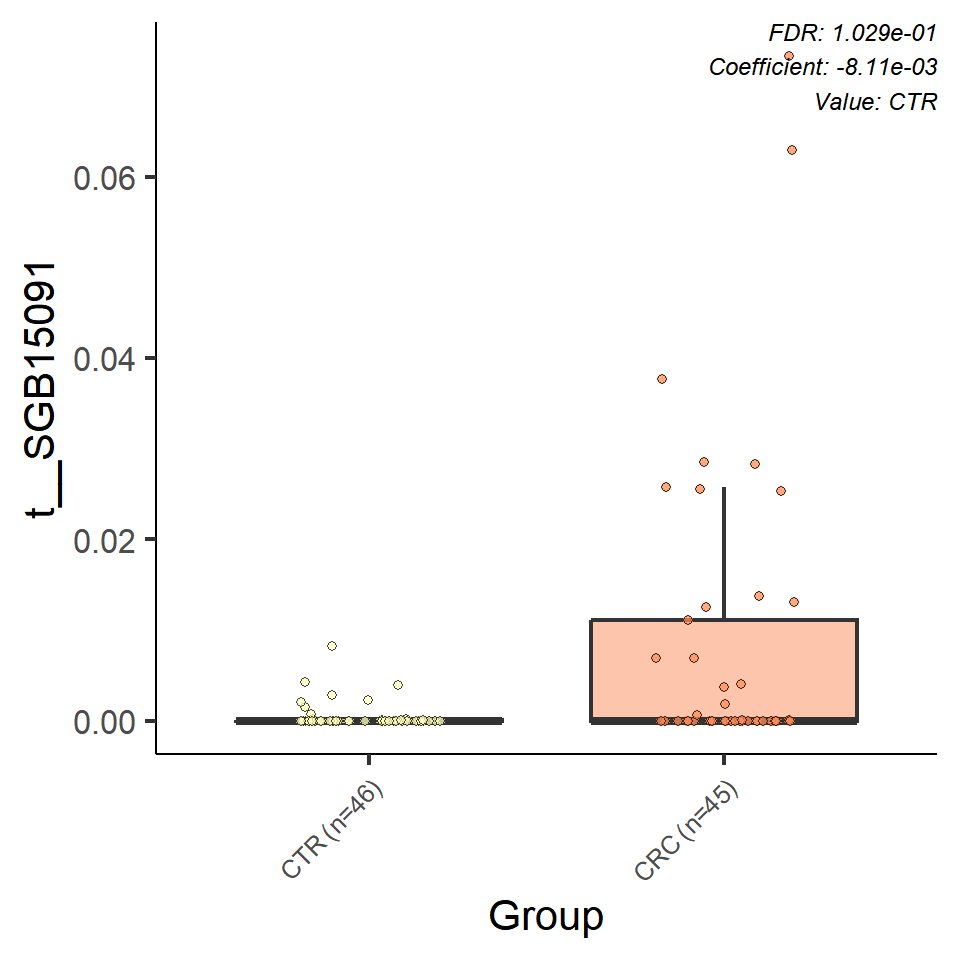 FDR: 1.029e-01
Coefficient: -8.11e-03
Value: CTR
t__SGB15091
0.06
0.04
0.02
0.00
CTR (n=46)
CRC (n=45)
Group